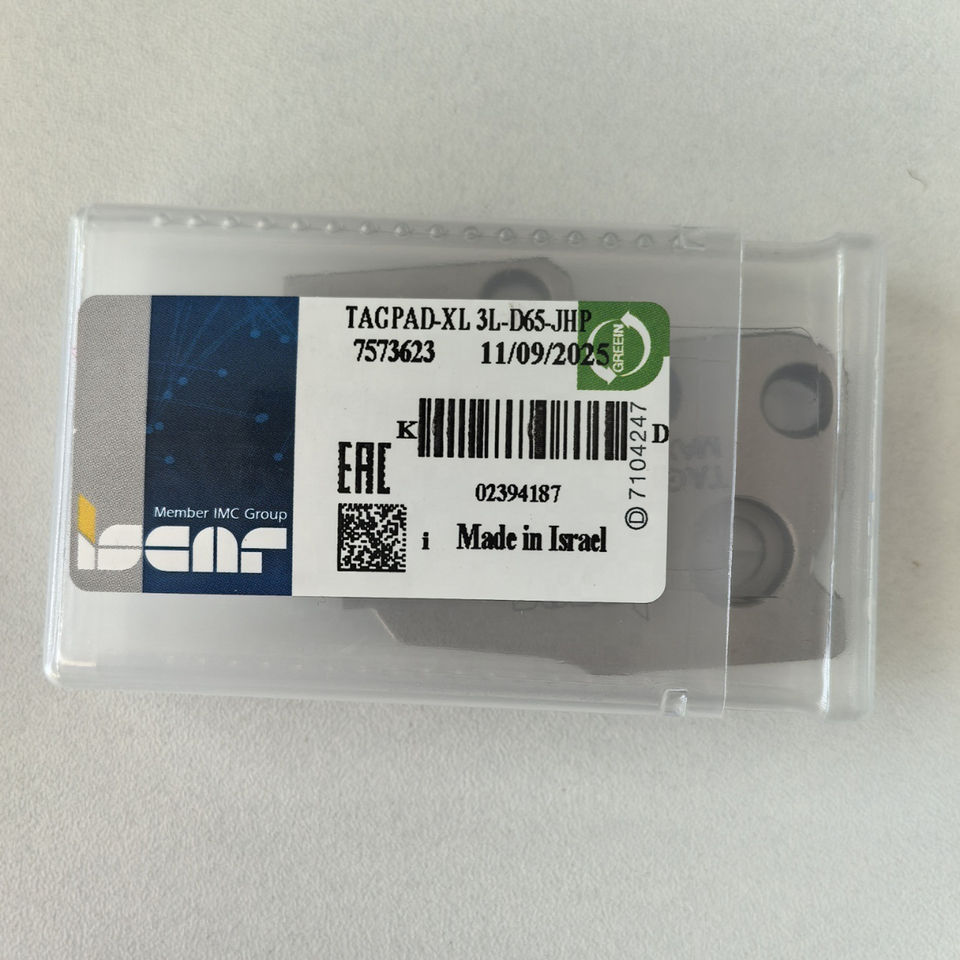 TAGPAD-XL 3L-D65-JHP
7573623 11/09/2025
GREEIN
K D
7104247
EAC
02394187
Member IMC Group
iscar
i Made in Israel